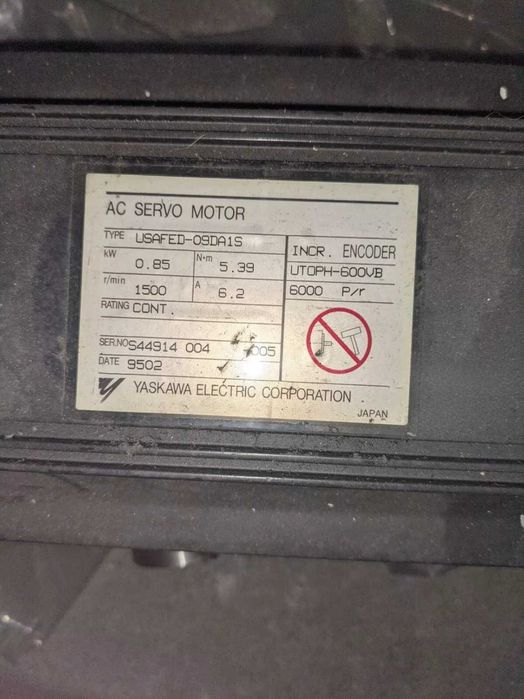 AC SERVO MOTOR
TYPE USAFED-09DA1S
kW 0.85 N•m 5.39
r/min 1500 A 6.2
RATING CONT.
SER.NO S44914 004 005
DATE 9502
INCR. ENCODER
UTOPH-600VB
6000 P/r
YASKAWA ELECTRIC CORPORATION
JAPAN